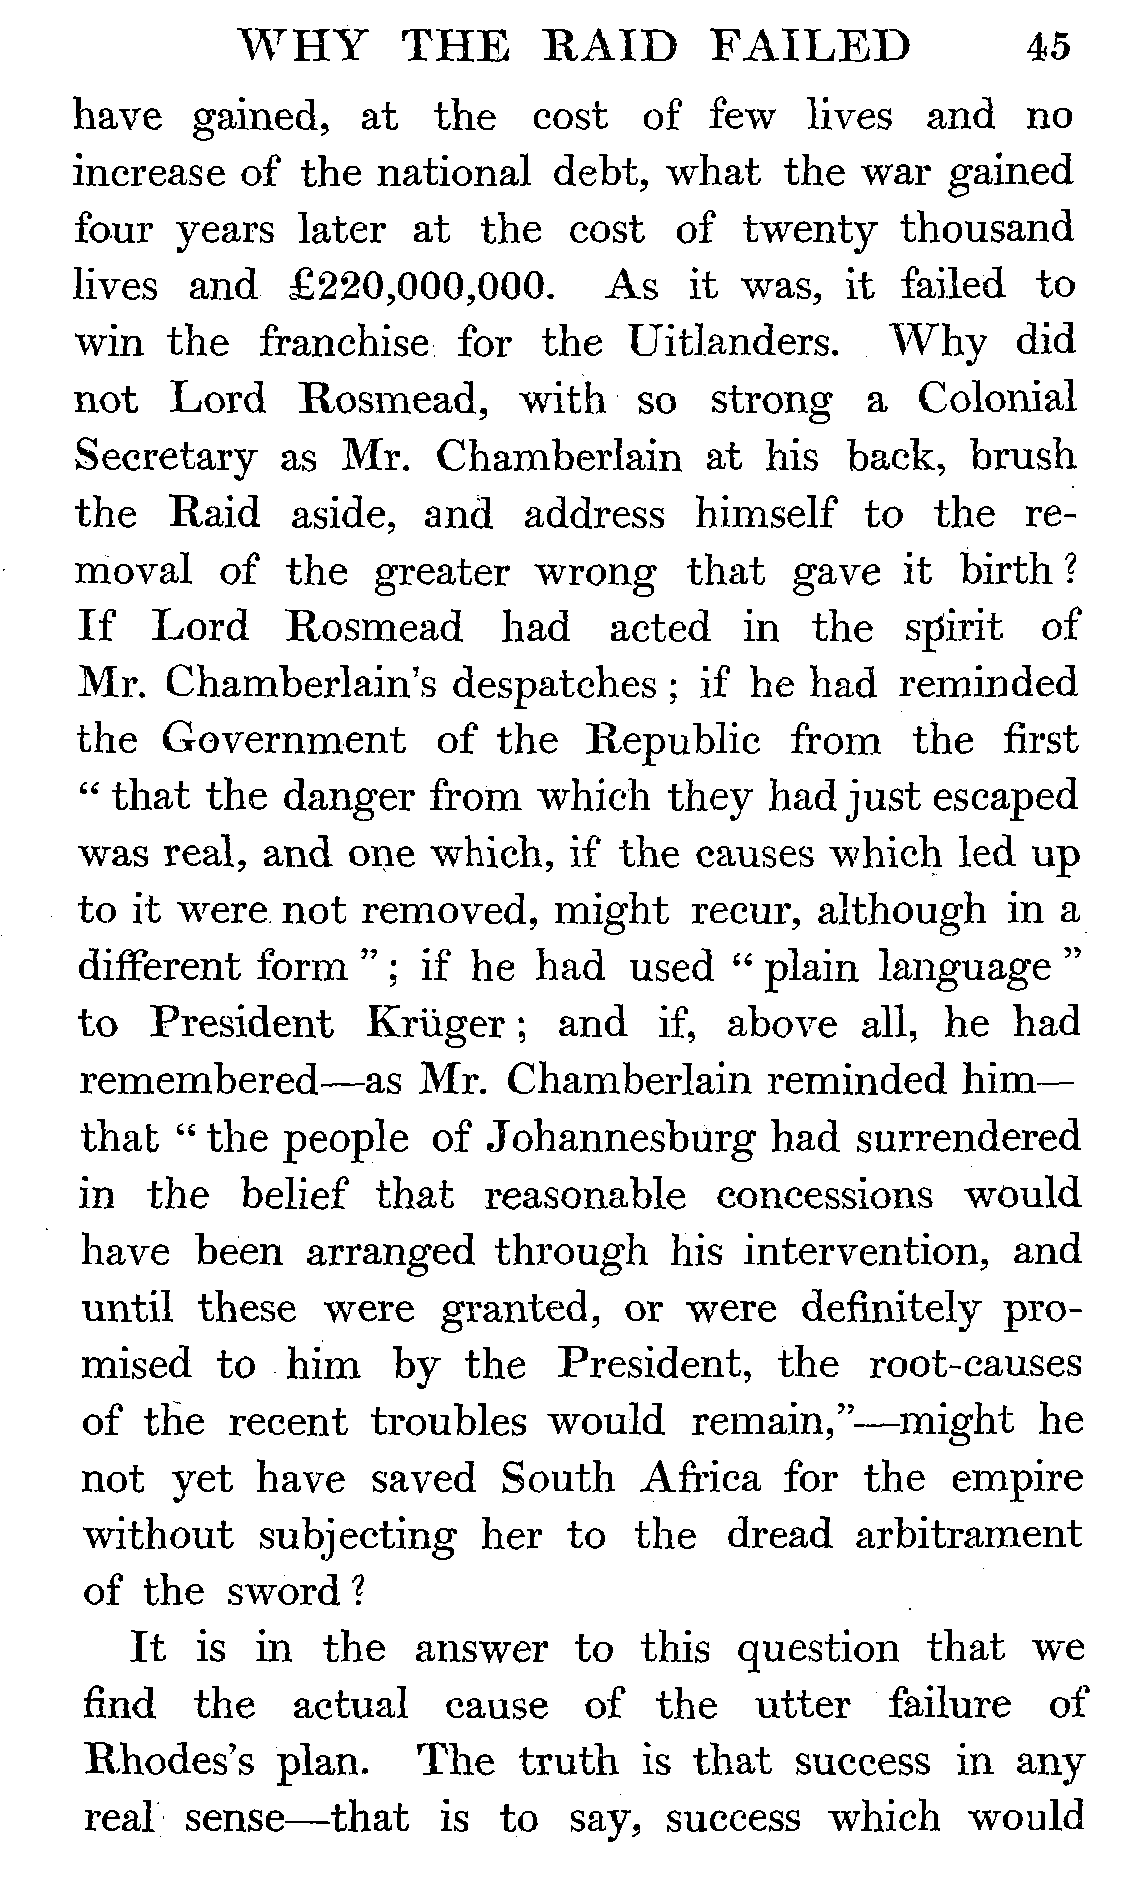 WHY THE RAID FAILED 45
have gained, at the cost of few lives and no
increase of the national debt, what the war gained
four years later at the cost of twenty thousand
lives and £220,000,000. As it was, it failed to
win the franchise for the Uitlanders. Why did
not Lord Rosmead, with so strong a Colonial
Secretary as Mr. Chamberlain at his back, brush
the Raid aside, and address himself to the re-
moval of the greater wrong that gave it birth?
If Lord Rosmead had acted in the spirit of
Mr. Chamberlain's despatches; if he had reminded
the Government of the Republic from the first
"that the danger from which they had just escaped
was real, and one which, if the causes which led up
to it were not removed, might recur, although in a
different form"; if he had used "plain language"
to President Krüger; and if, above all, he had
remembered—as Mr. Chamberlain reminded him—
that "the people of Johannesburg had surrendered
in the belief that reasonable concessions would
have been arranged through his intervention, and
until these were granted, or were definitely pro-
mised to him by the President, the root-causes
of the recent troubles would remain,"—might he
not yet have saved South Africa for the empire
without subjecting her to the dread arbitrament
of the sword?
It is in the answer to this question that we
find the actual cause of the utter failure of
Rhodes's plan. The truth is that success in any
real sense—that is to say, success which would